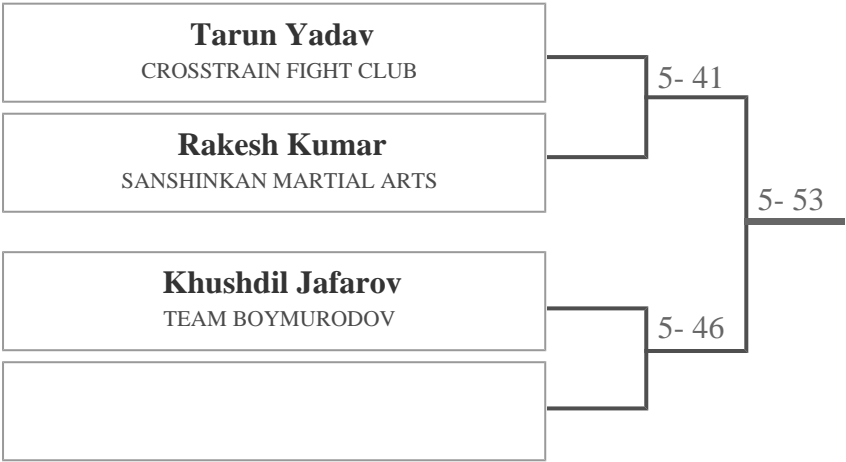 Tarun Yadav
CROSSTRAIN FIGHT CLUB
5- 41
Rakesh Kumar
SANSHINKAN MARTIAL ARTS
5- 53
Khushdil Jafarov
TEAM BOYMURODOV
5- 46